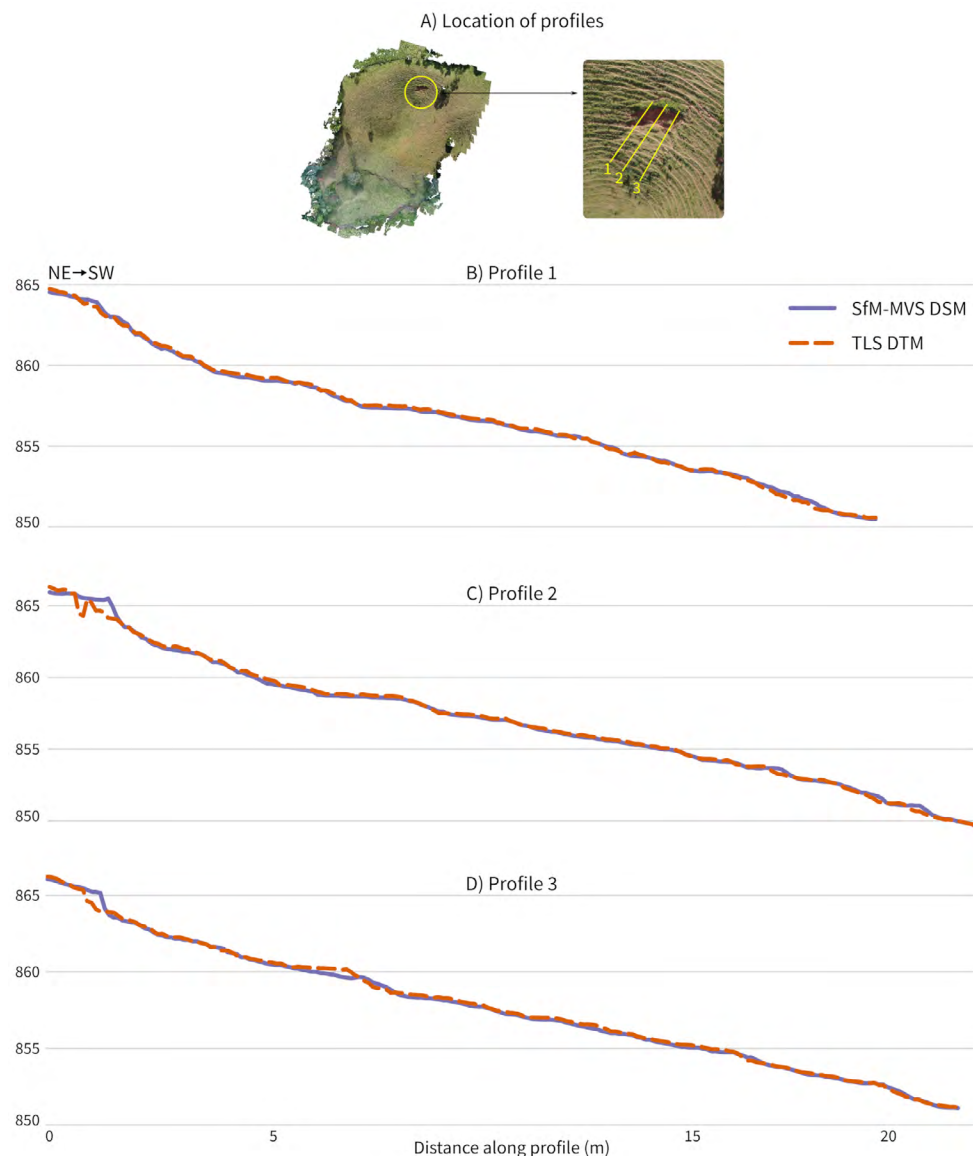 A) Location of profiles
1
2
3
NE→SW
B) Profile 1
865
860
855
850
SfM-MVS DSM
TLS DTM
C) Profile 2
865
860
855
850
D) Profile 3
865
860
855
850
0
5
15
20
Distance along profile (m)